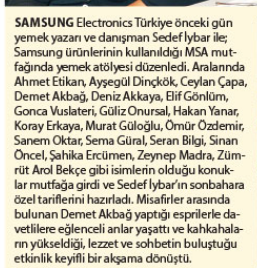 SAMSUNG Electronics Türkiye önceki gün
yemek yazarı ve danışman Sedef İybar ile;
Samsung ürünlerinin kullanıldığı MSA mut-
fağında yemek atölyesi düzenledi. Aralarında
Ahmet Etikan, Ayşegül Dinçkök, Ceylan Çapa,
Demet Akbağ, Deniz Akkaya, Elif Gönlüm,
Gonca Vuslateri, Güliz Onursal, Hakan Yanar,
Koray Erkaya, Murat Güloğlu, Ömür Özdemir,
Sanem Oktar, Sema Güral, Seran Bilgi, Sinan
Öncel, Şahika Ercümen, Zeynep Madra, Züm-
rüt Arol Bekçe gibi isimlerin olduğu konuk-
lar mutfağa girdi ve Sedef İybar'ın sonbahara
özel tariflerini hazırladı. Misafirler arasında
bulunan Demet Akbağ yaptığı esprilerle da-
vetlilere eğlenceli anlar yaşattı ve kahkahala-
rın yükseldiği, lezzet ve sohbetin buluştuğu
etkinlik keyifli bir akşama dönüştü.